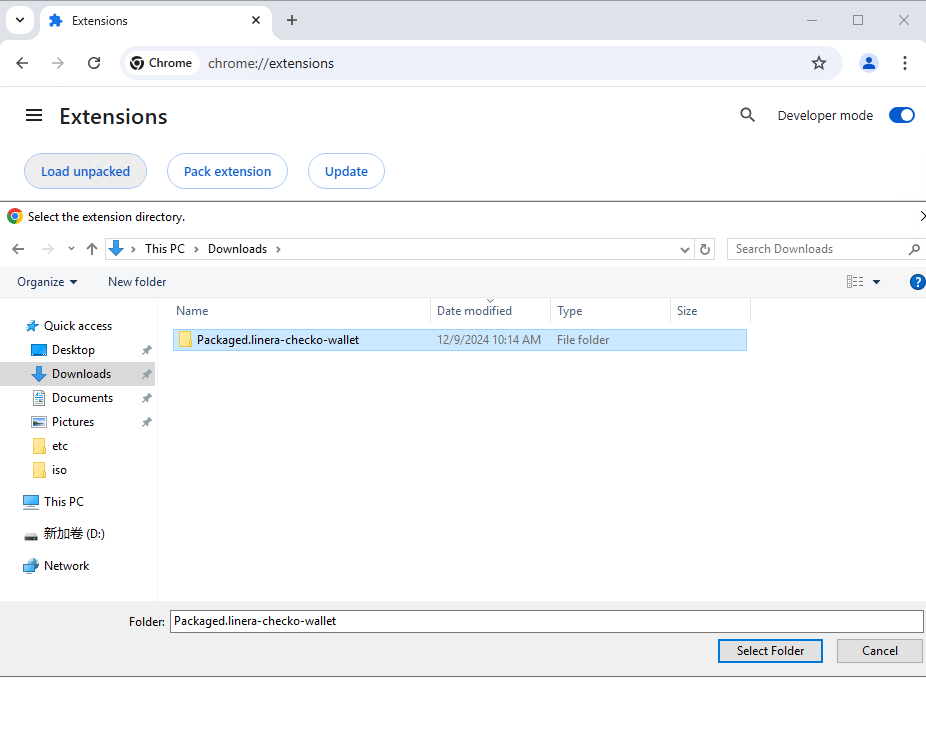 Extensions
Chrome chrome://extensions
Extensions Developer mode
Load unpacked Pack extension Update
Select the extension directory.
This PC Downloads Search Downloads
Organize New folder ?
Name Date modified Type Size
Packaged.linera-checko-wallet 12/9/2024 10:14 AM File folder
Quick access
Desktop
Downloads
Documents
Pictures
etc
iso
This PC
新加卷 (D:)
Network
Folder: Packaged.linera-checko-wallet
Select Folder Cancel